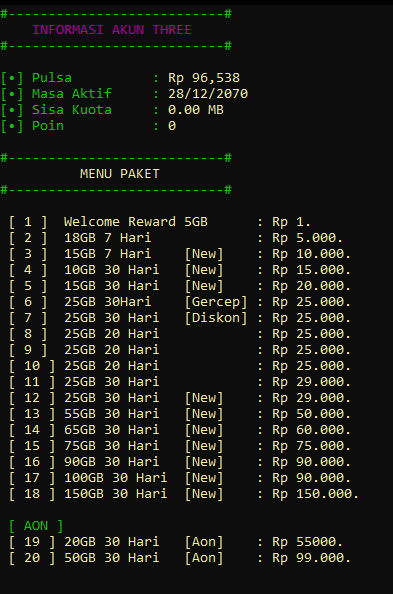 #---------------------------#
INFORMASI AKUN THREE
#---------------------------#
[•] Pulsa : Rp 96,538
[•] Masa Aktif : 28/12/2070
[•] Sisa Kuota : 0.00 MB
[•] Poin : 0
#---------------------------#
MENU PAKET
#---------------------------#
[ 1 ] Welcome Reward 5GB : Rp 1.
[ 2 ] 18GB 7 Hari : Rp 5.000.
[ 3 ] 15GB 7 Hari [New] : Rp 10.000.
[ 4 ] 10GB 30 Hari [New] : Rp 15.000.
[ 5 ] 15GB 30 Hari [New] : Rp 20.000.
[ 6 ] 25GB 30Hari [Gercep] : Rp 25.000.
[ 7 ] 25GB 30 Hari [Diskon] : Rp 25.000.
[ 8 ] 25GB 20 Hari : Rp 25.000.
[ 9 ] 25GB 20 Hari : Rp 25.000.
[ 10 ] 25GB 20 Hari : Rp 25.000.
[ 11 ] 25GB 30 Hari : Rp 29.000.
[ 12 ] 25GB 30 Hari [New] : Rp 29.000.
[ 13 ] 55GB 30 Hari [New] : Rp 50.000.
[ 14 ] 65GB 30 Hari [New] : Rp 60.000.
[ 15 ] 75GB 30 Hari [New] : Rp 75.000.
[ 16 ] 90GB 30 Hari [New] : Rp 90.000.
[ 17 ] 100GB 30 Hari [New] : Rp 90.000.
[ 18 ] 150GB 30 Hari [New] : Rp 150.000.
[ AON ]
[ 19 ] 20GB 30 Hari [Aon] : Rp 55000.
[ 20 ] 50GB 30 Hari [Aon] : Rp 99.000.